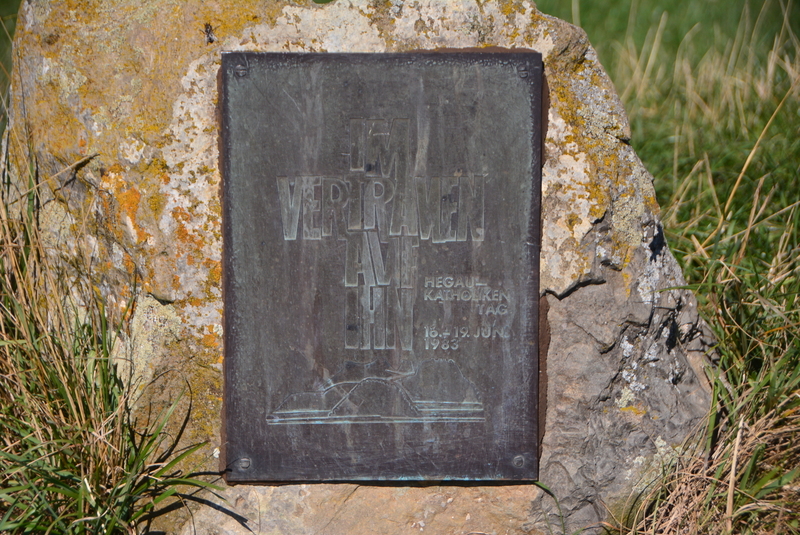 IM
VERTRAUEN
AUF
IHN
HEGAU-
KATHOLIKEN
TAG
18.-19. JUNI
1983